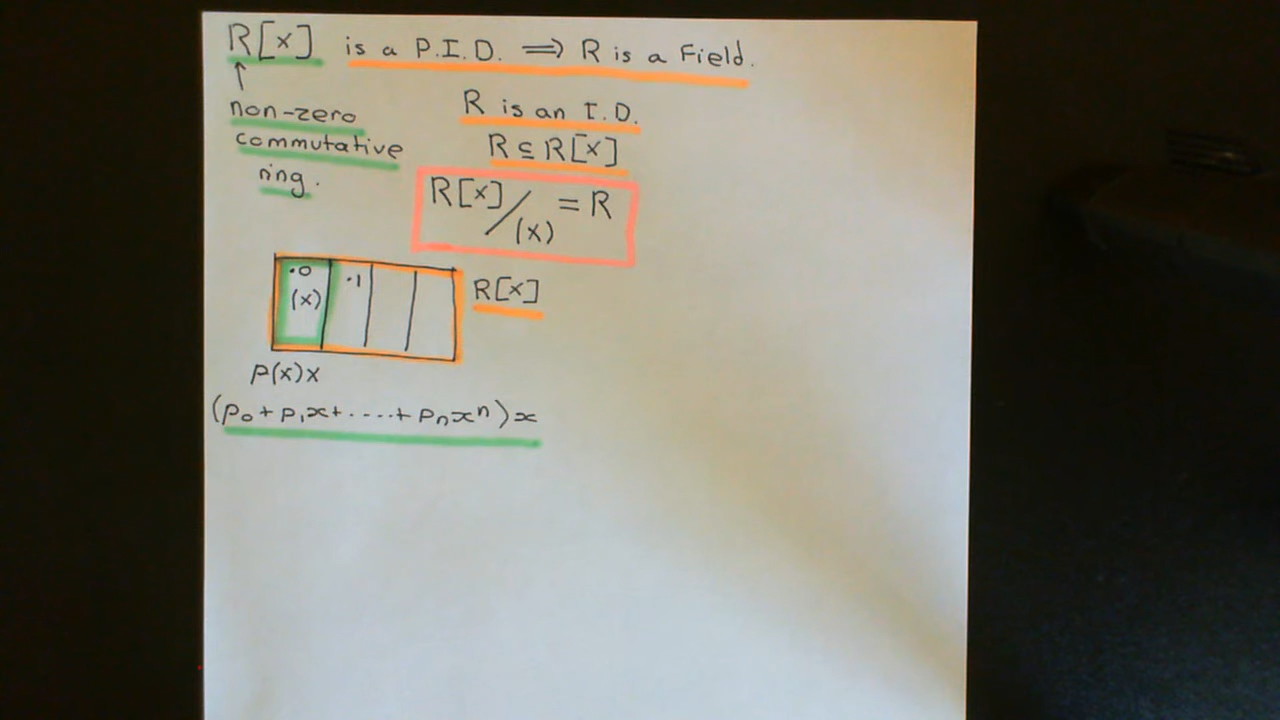 R[x] is a P.I.D. ⟹ R is a Field.
↑
non-zero
commutative
ring.
R is an I.D.
R ⊆ R[x]
R[x]/(x) = R
·0 ·1
(x)
R[x]
p(x)x
(p₀+p₁x+.....+pₙxⁿ)x